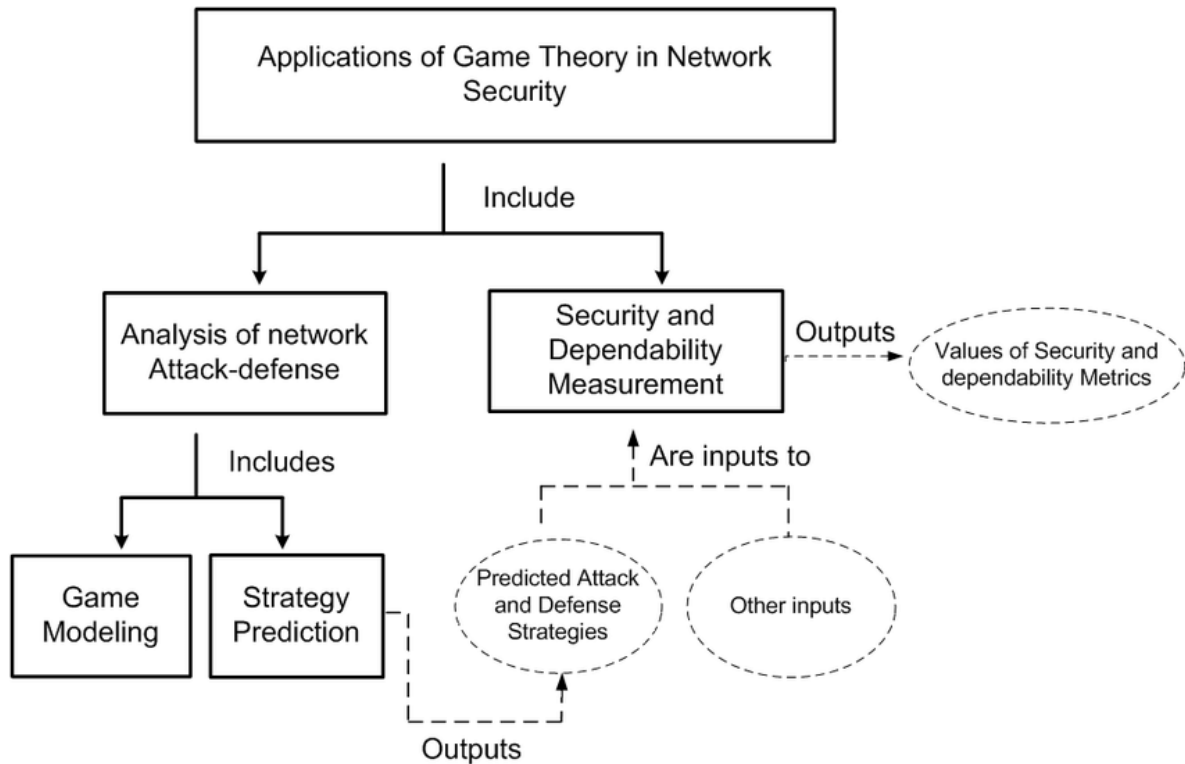 Applications of Game Theory in Network
Security
Include
Analysis of network
Attack-defense
Security and
Dependability
Measurement
Outputs
Values of Security and
dependability Metrics
Includes
Are inputs to
Game
Modeling
Strategy
Prediction
Predicted Attack
and Defense
Strategies
Other inputs
Outputs